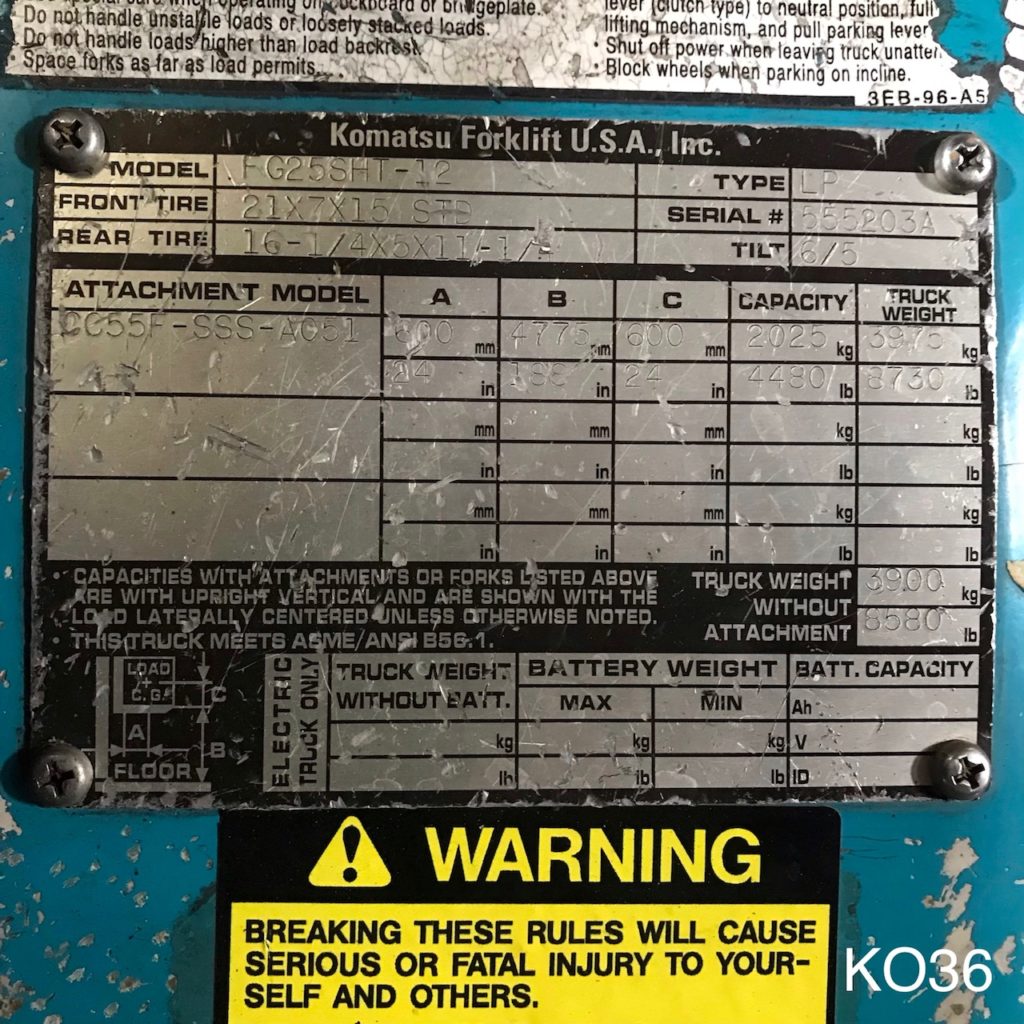 when operating on dockboard or bridgeplate.
Do not handle unstable loads or loosely stacked loads.
Do not handle loads higher than load backrest.
• Space forks as far as load permits.
lever (clutch type) to neutral position, full
lifting mechanism, and pull parking lever
• Shut off power when leaving truck
• Block wheels when parking on incline.
3EB-96-A5
Komatsu Forklift U.S.A., Inc.
MODEL FG25SHT-12 TYPE LP
FRONT TIRE 21X7X15 STD SERIAL # 555203A
REAR TIRE 16-1/4X5X11-1/4 TILT 6/5
ATTACHMENT MODEL A B C CAPACITY TRUCK WEIGHT
600 mm 4775 mm 600 mm 2025 kg 3975 kg
24 in 188 in 24 in 4480 lb 8730 lb
mm mm mm kg kg
in in in lb lb
mm mm mm kg kg
in in in lb lb
• CAPACITIES WITH ATTACHMENTS OR FORKS LISTED ABOVE
ARE WITH UPRIGHT VERTICAL AND ARE SHOWN WITH THE
LOAD LATERALLY CENTERED UNLESS OTHERWISE NOTED.
• THIS TRUCK MEETS ASME/ANSI B56.1.
TRUCK WEIGHT 3900 kg
WITHOUT
ATTACHMENT 8580 lb
LOAD
C.G.
C
A
B
FLOOR
ELECTRIC
TRUCK ONLY
TRUCK WEIGHT BATTERY WEIGHT BATT. CAPACITY
WITHOUT BATT. MAX MIN Ah
kg kg kg V
lb lb lb ID
WARNING
BREAKING THESE RULES WILL CAUSE
SERIOUS OR FATAL INJURY TO YOUR-
SELF AND OTHERS.
KO36